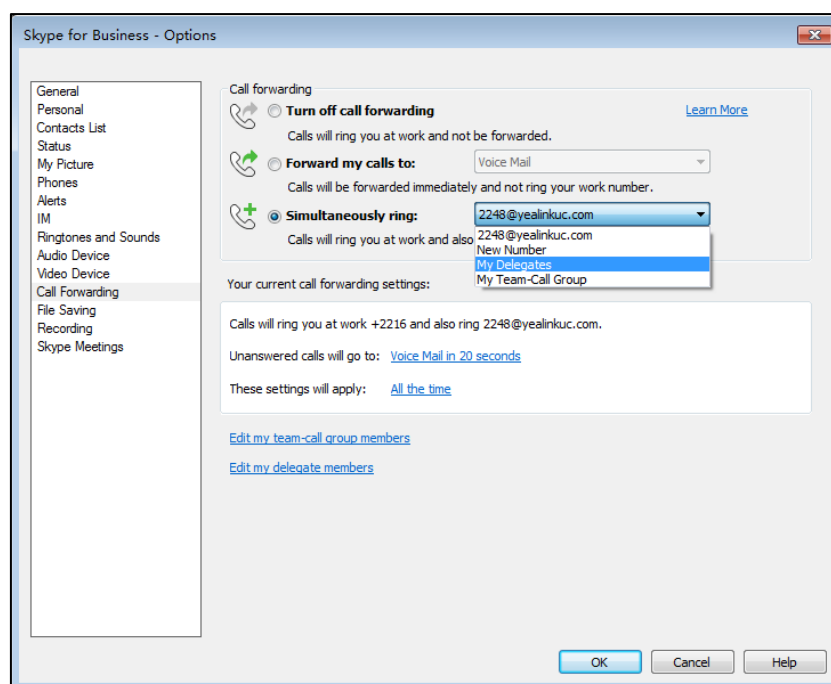 Skype for Business - Options
General
Personal
Contacts List
Status
My Picture
Phones
Alerts
IM
Ringtones and Sounds
Audio Device
Video Device
Call Forwarding
File Saving
Recording
Skype Meetings
Call forwarding
Turn off call forwarding
Learn More
Calls will ring you at work and not be forwarded.
Forward my calls to:
Voice Mail
Calls will be forwarded immediately and not ring your work number.
Simultaneously ring:
2248@yealinkuc.com
Calls will ring you at work and also
2248@yealinkuc.com
New Number
My Delegates
My Team-Call Group
Your current call forwarding settings:
Calls will ring you at work +2216 and also ring 2248@yealinkuc.com.
Unanswered calls will go to: Voice Mail in 20 seconds
These settings will apply: All the time
Edit my team-call group members
Edit my delegate members
OK
Cancel
Help